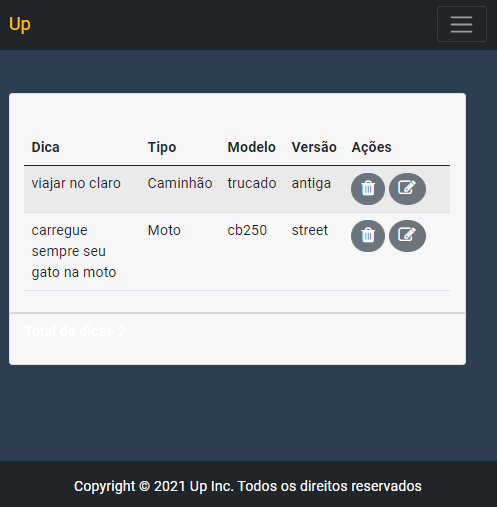 Up
Dica Tipo Modelo Versão Ações
viajar no claro Caminhão trucado antiga
carregue Moto cb250 street
sempre seu
gato na moto
Total de dicas 2
Copyright © 2021 Up Inc. Todos os direitos reservados